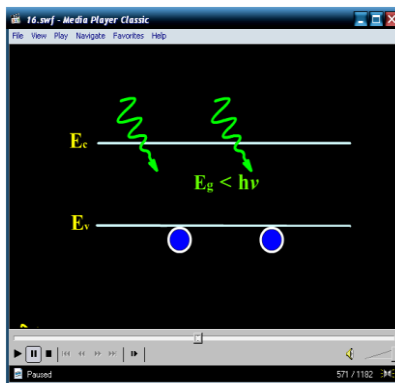 16.swf - Media Player Classic
File View Play Navigate Favorites Help
Ec
Eg < hν
Ev
Paused
571 / 1182